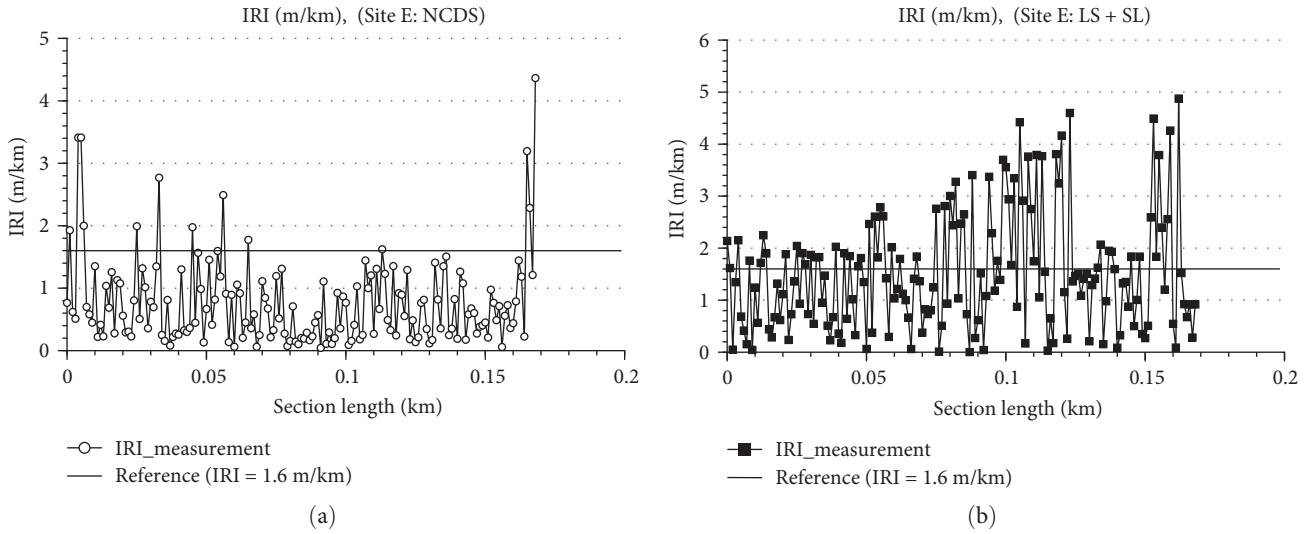 IRI (m/km), (Site E: NCDS)
5
4
3
2
1
0
IRI (m/km)
0
0.05
0.1
0.15
0.2
Section length (km)
IRI_measurement
Reference (IRI = 1.6 m/km)
(a)
IRI (m/km), (Site E: LS + SL)
6
5
4
3
2
1
0
IRI (m/km)
0
0.05
0.1
0.15
0.2
Section length (km)
IRI_measurement
Reference (IRI = 1.6 m/km)
(b)